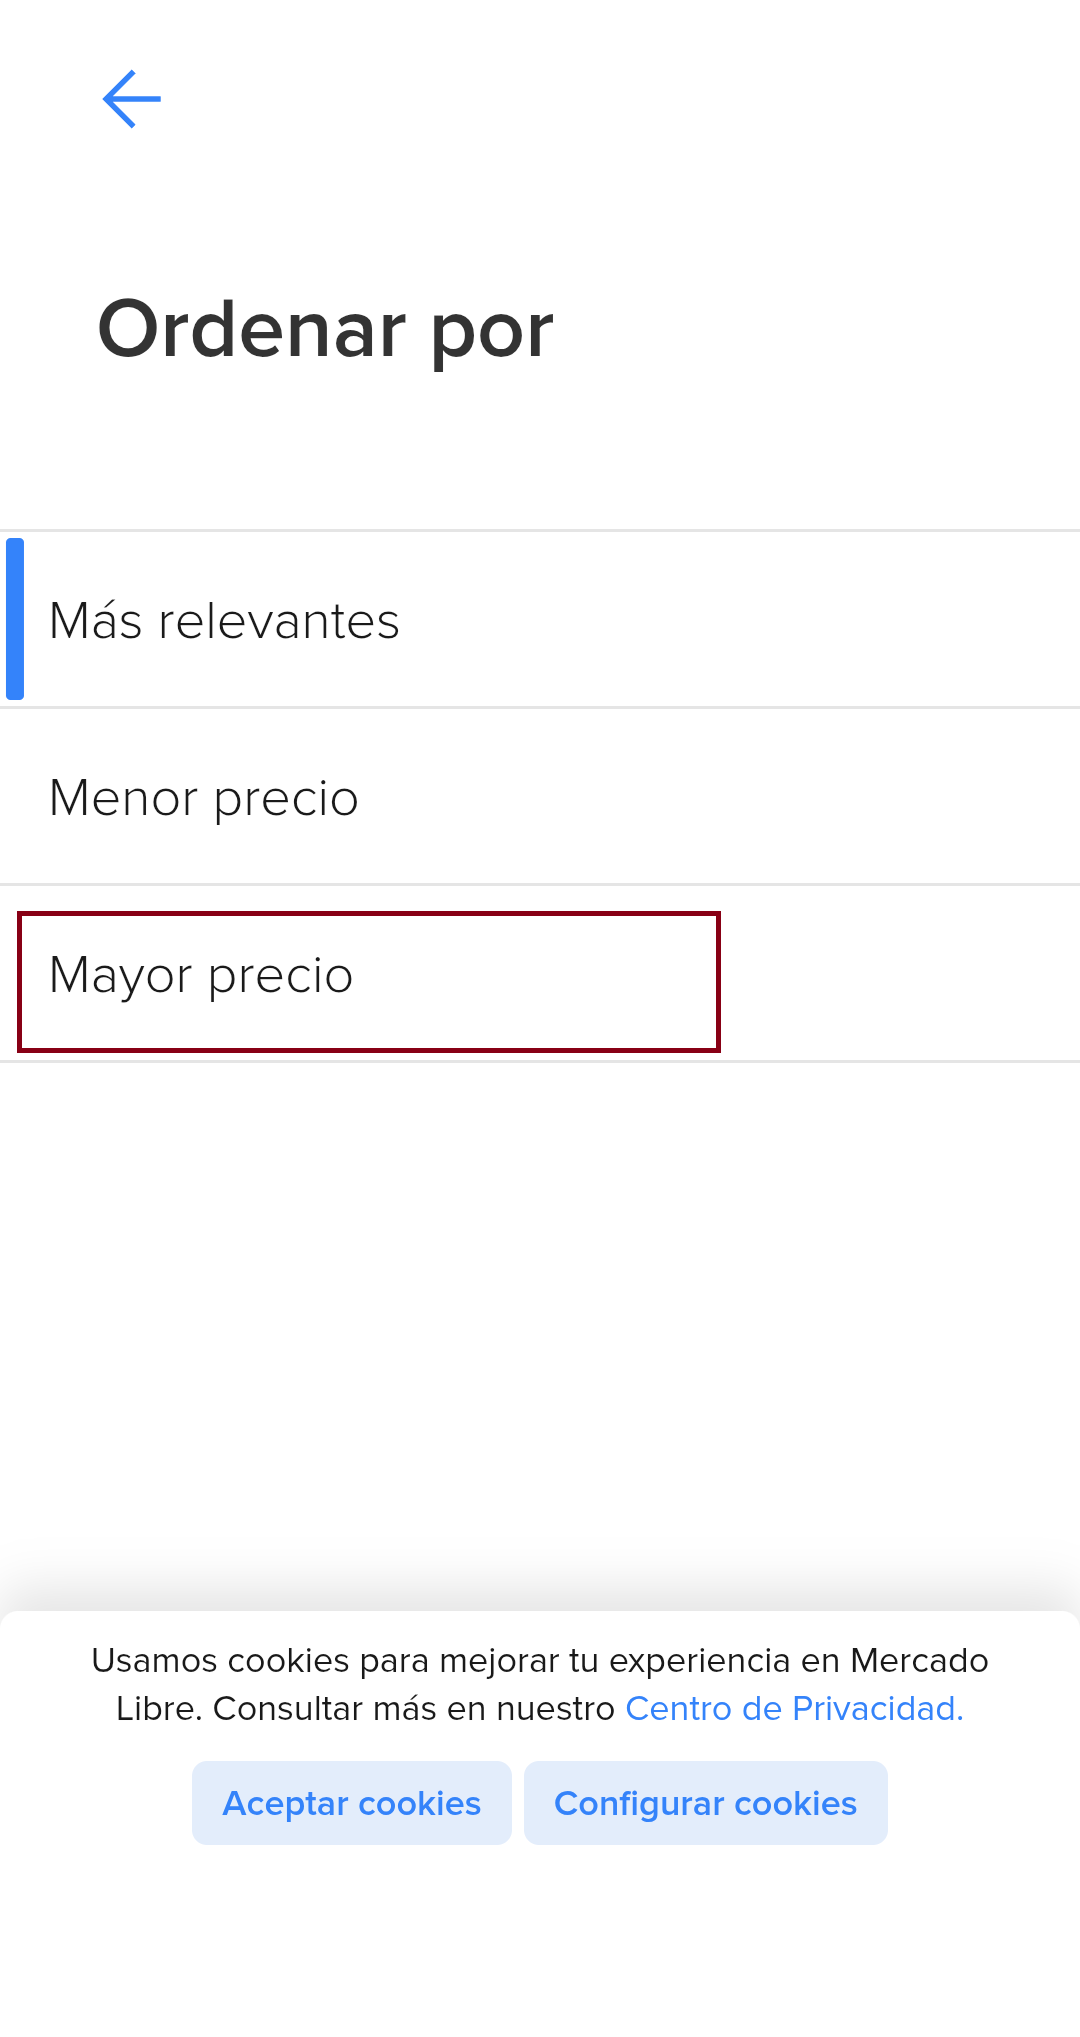 Ordenar por
Más relevantes
Menor precio
Mayor precio
Usamos cookies para mejorar tu experiencia en Mercado
Libre. Consultar más en nuestro Centro de Privacidad.
Aceptar cookies Configurar cookies